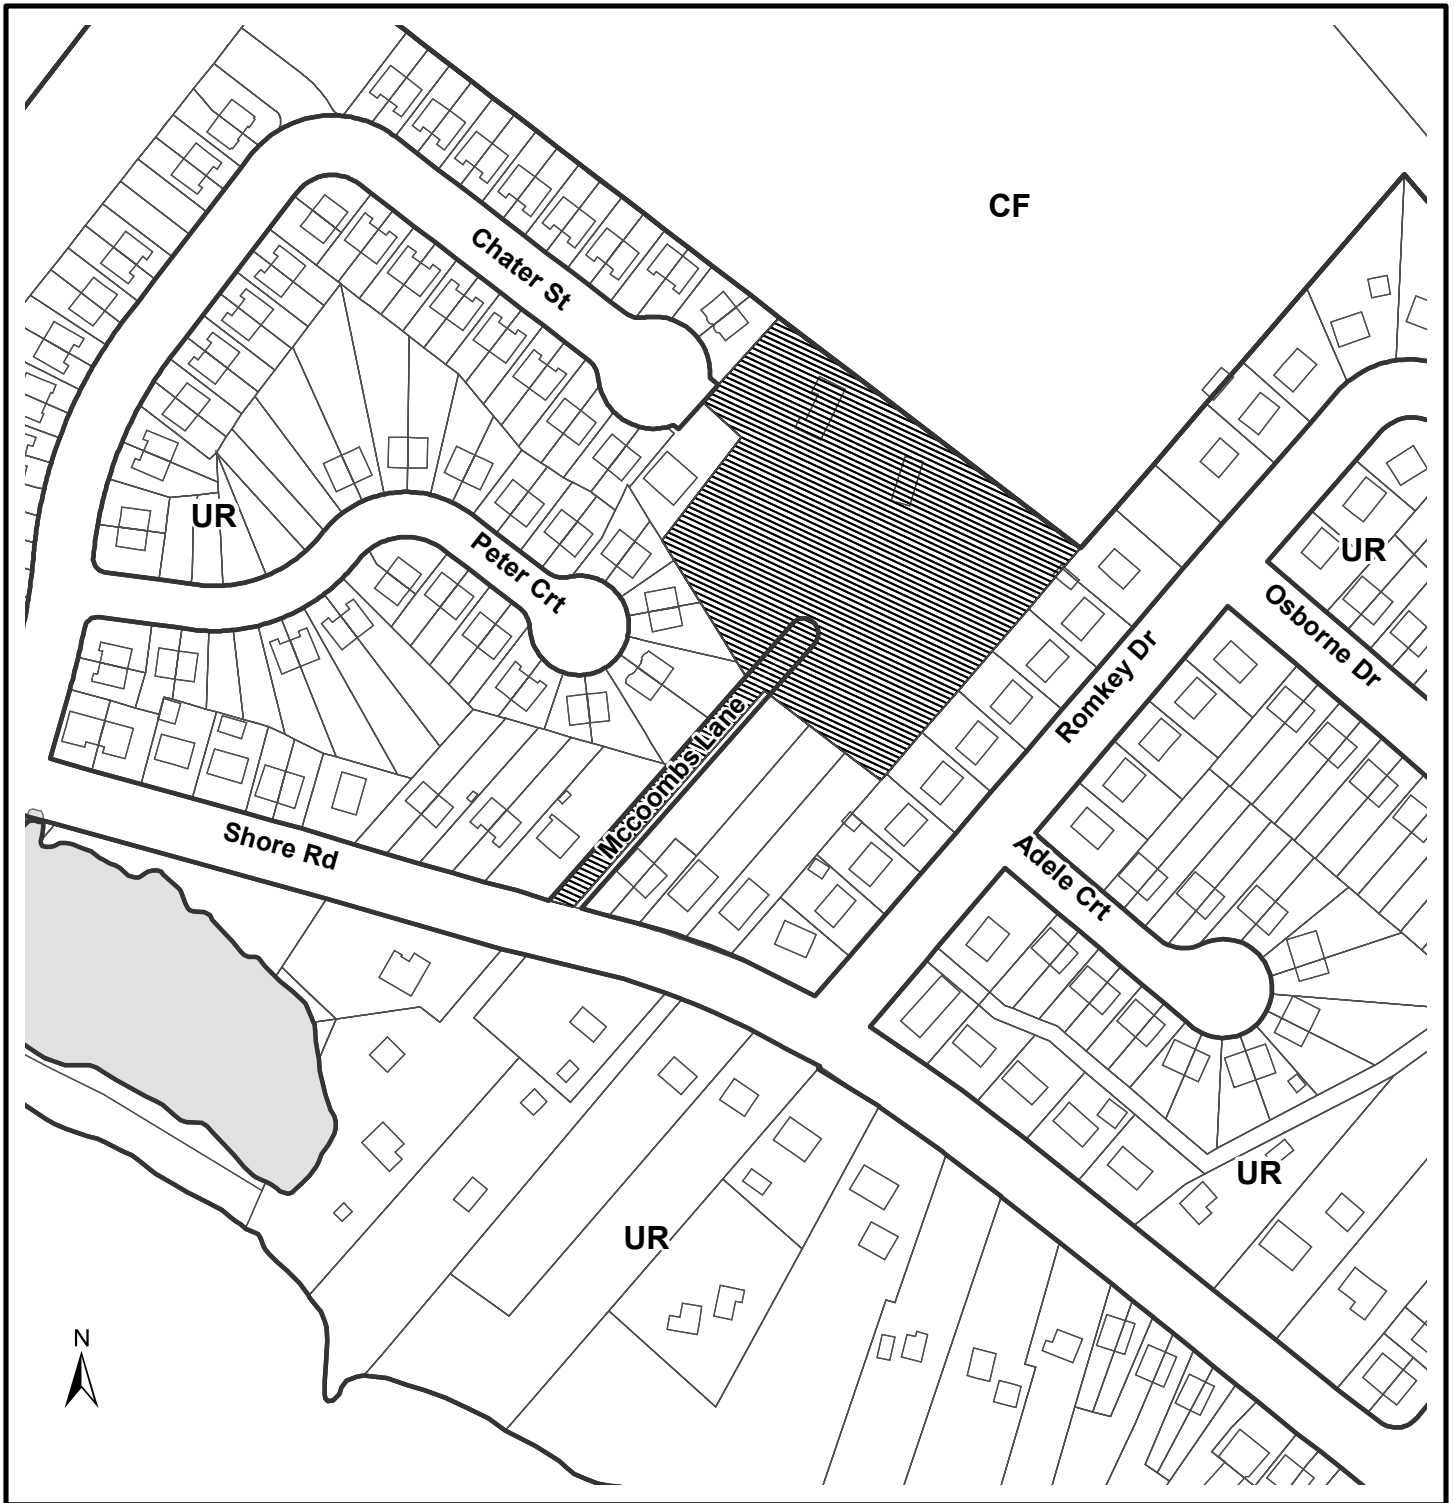 CF
Chater St
UR
Peter Crt
UR
Osborne Dr
Romkey Dr
Mccoombs Lane
Shore Rd
Adele Crt
UR
UR
N